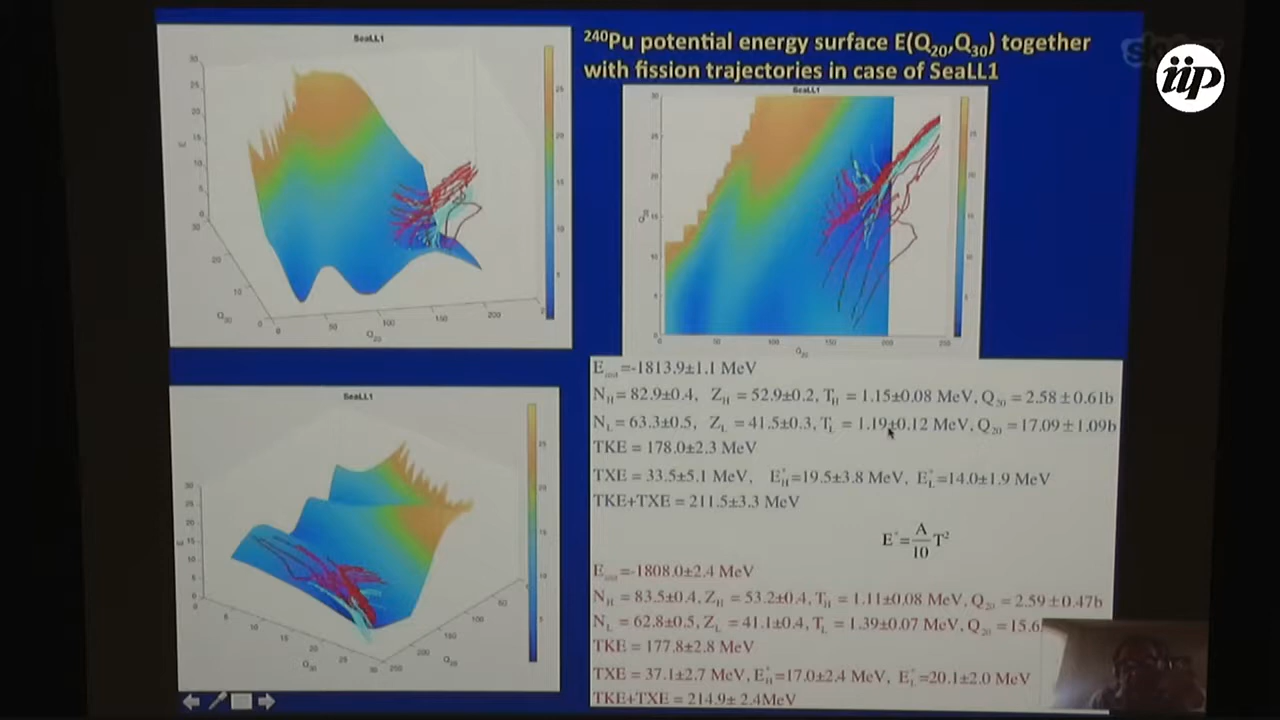 iip
²⁴⁰Pu potential energy surface E(Q₂₀,Q₃₀) together
with fission trajectories in case of SeaLL1
SeaLL1
SeaLL1
SeaLL1
=-1813.9±1.1 MeV
N_H = 82.9±0.4, Z_H = 52.9±0.2, T_H = 1.15±0.08 MeV, Q₂₀ = 2.58±0.61b
N_L = 63.3±0.5, Z_L = 41.5±0.3, T_L = 1.19±0.12 MeV, Q₂₀ = 17.09±1.09b
TKE = 178.0±2.3 MeV
TXE = 33.5±5.1 MeV, E*_H=19.5±3.8 MeV, E*_L=14.0±1.9 MeV
TKE+TXE = 211.5±3.3 MeV
E*=A/10 T²
=-1808.0±2.4 MeV
N_H = 83.5±0.4, Z_H = 53.2±0.4, T_H = 1.11±0.08 MeV, Q₂₀ = 2.59±0.47b
N_L = 62.8±0.5, Z_L = 41.1±0.4, T_L = 1.39±0.07 MeV, Q₂₀ = 15.6
TKE = 177.8±2.8 MeV
TXE = 37.1±2.7 MeV, E*_H=17.0±2.4 MeV, E*_L=20.1±2.0 MeV
TKE+TXE = 214.9± 2.4MeV